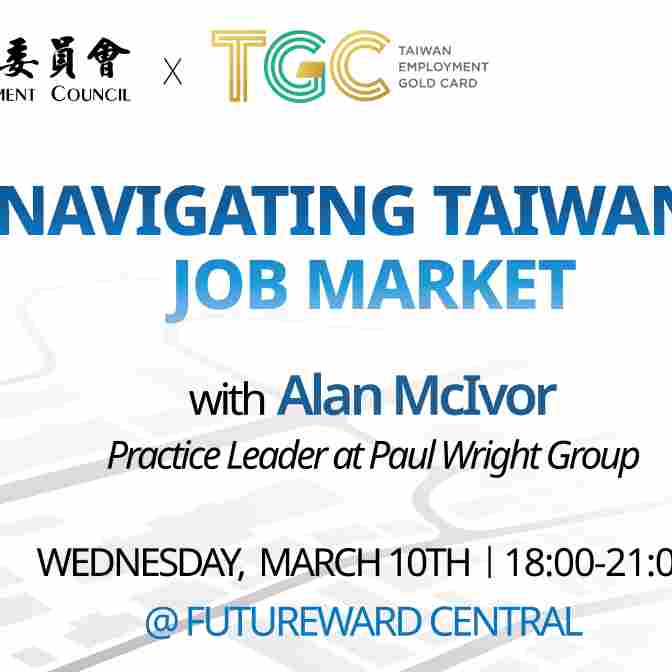 委員會
MENT COUNCIL
X
TGC
TAIWAN
EMPLOYMENT
GOLD CARD
NAVIGATING TAIWAN
JOB MARKET
with Alan McIvor
Practice Leader at Paul Wright Group
WEDNESDAY, MARCH 10TH | 18:00-21:0
@ FUTUREWARD CENTRAL